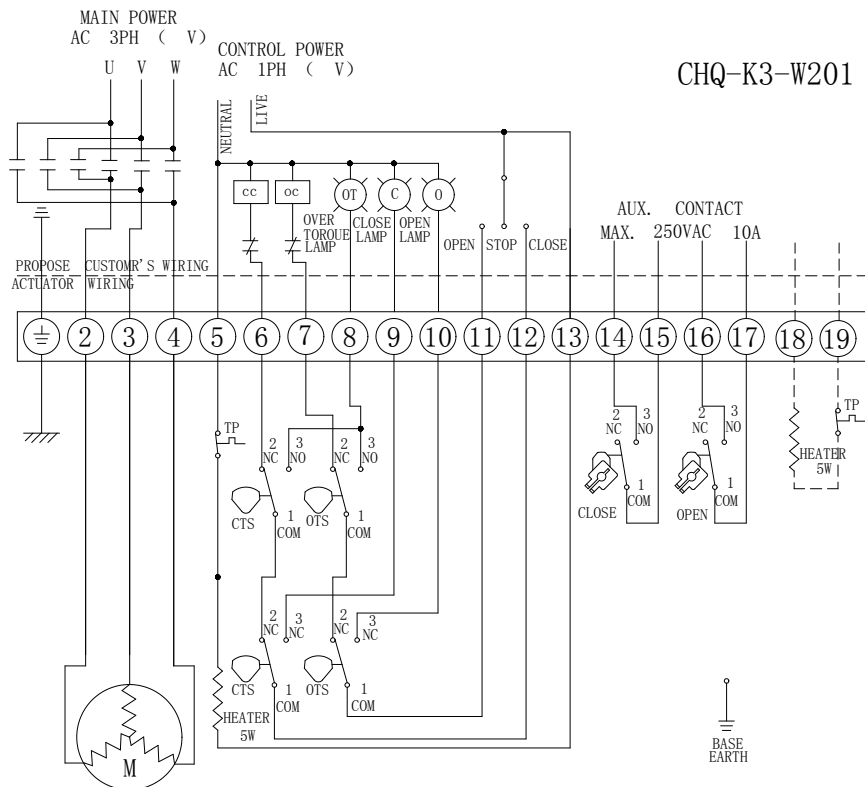 MAIN POWER
AC 3PH ( V)
U V W
CONTROL POWER
AC 1PH ( V)
CHQ-K3-W201
NEUTRAL
LIVE
cc
oc
OT
C
O
OVER
TOROUE
LAMP
CLOSE
LAMP
OPEN
LAMP
OPEN STOP CLOSE
AUX. CONTACT
MAX. 250VAC 10A
PROPOSE CUSTOMR'S WIRING
ACTUATOR WIRING
2 3 4 5 6 7 8 9 10 11 12 13 14 15 16 17 18 19
TP
2
NC
3
NO
2
NC
3
NO
CTS
1
COM
OTS
1
COM
2
NC
3
NO
1
COM
CLOSE
2
NC
3
NO
1
COM
OPEN
TP
HEATER
5W
2
NC
3
NC
2
NC
3
NC
CTS
1
COM
OTS
1
COM
HEATER
5W
M
BASE
EARTH